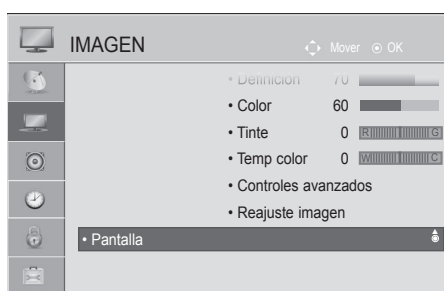 IMAGEN
Mover OK
• Definición 70
• Color 60
• Tinte 0 R G
• Temp color 0 W C
• Controles avanzados
• Reajuste imagen
• Pantalla